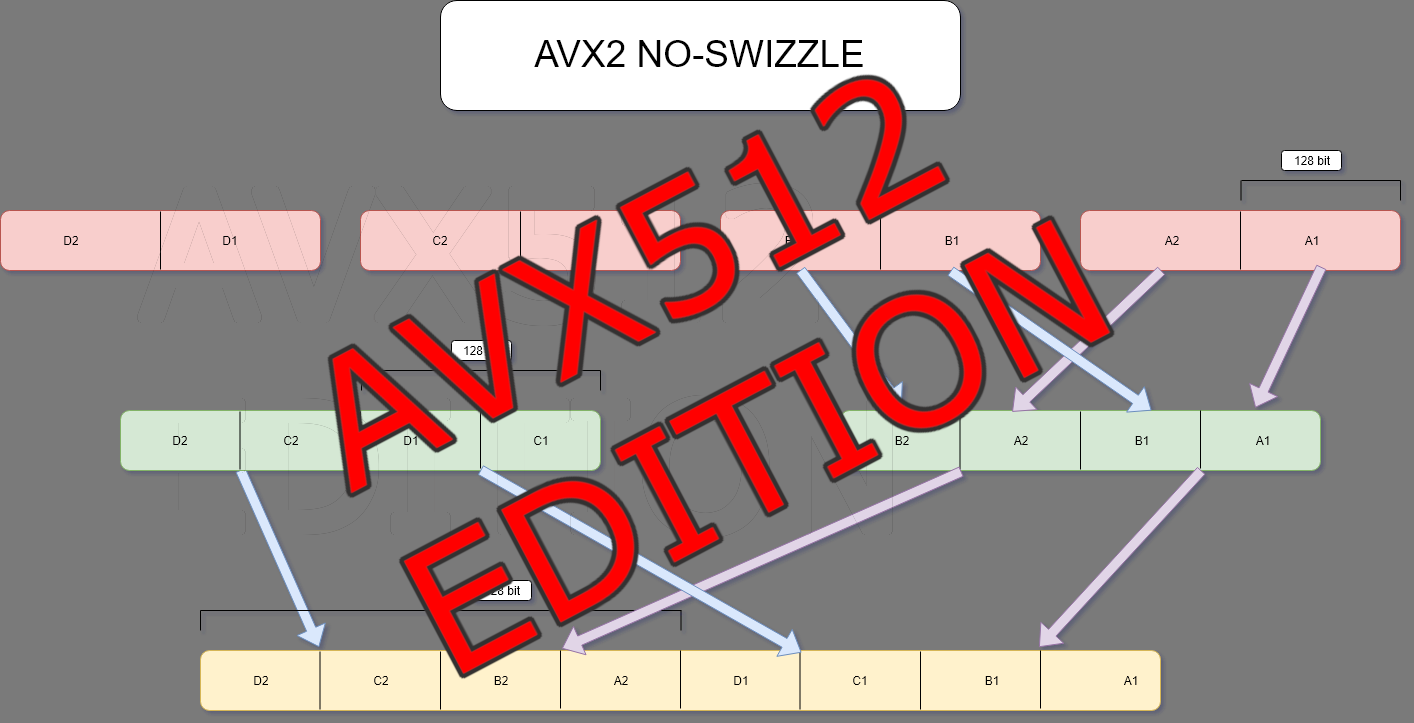 AVX2 NO-SWIZZLE
AVX512
EDITION
128 bit
D2 D1 C2 B1 A2 A1
128
D2 C2 D1 C1 B2 A2 B1 A1
28 bit
D2 C2 B2 A2 D1 C1 B1 A1